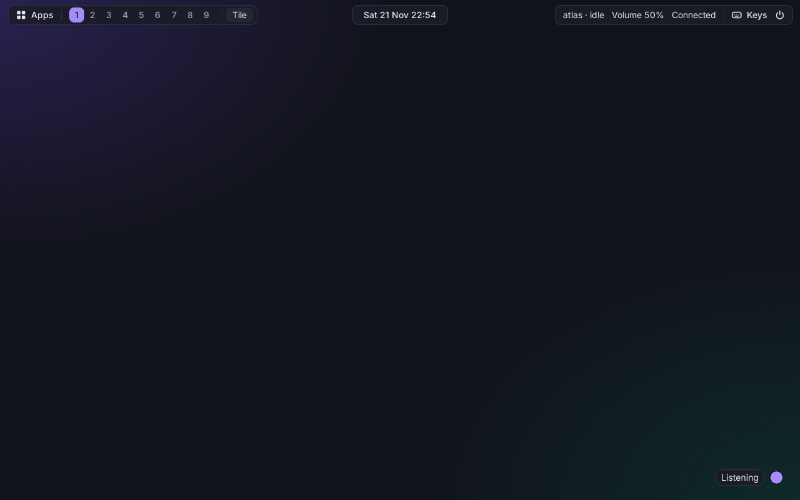 Apps 1 2 3 4 5 6 7 8 9 Tile
Sat 21 Nov 22:54
atlas · idle Volume 50% Connected Keys
Listening